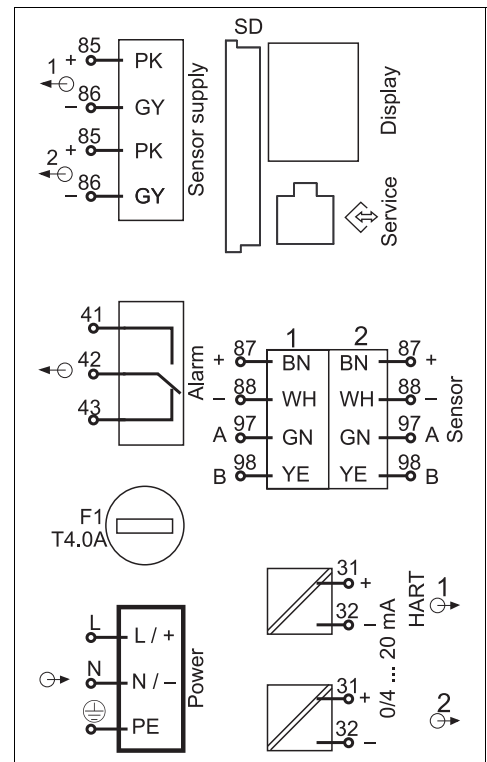 SD
Display
Service
Sensor supply
1
+ 85 PK
– 86 GY
2
+ 85 PK
– 86 GY
41
42
43
Alarm
1 2
+ 87 BN BN 87 +
– 88 WH WH 88 –
A 97 GN GN 97 A
B 98 YE YE 98 B
Sensor
F1
T4.0A
L L / +
N N / –
PE
Power
31 +
32 –
31 +
32 –
0/4 ... 20 mA
HART
1
2